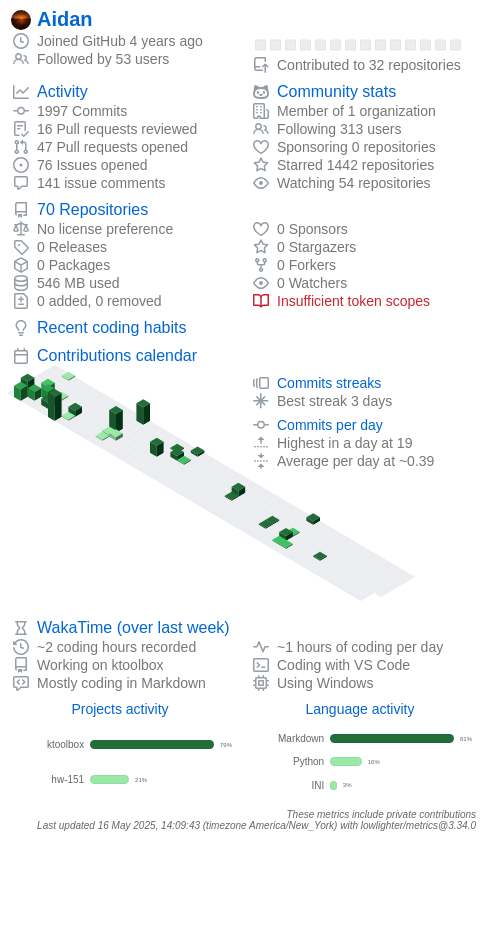 Aidan
Joined GitHub 4 years ago
Followed by 53 users
Contributed to 32 repositories
Activity
1997 Commits
16 Pull requests reviewed
47 Pull requests opened
76 Issues opened
141 issue comments
Community stats
Member of 1 organization
Following 313 users
Sponsoring 0 repositories
Starred 1442 repositories
Watching 54 repositories
70 Repositories
No license preference
0 Releases
0 Packages
546 MB used
0 added, 0 removed
0 Sponsors
0 Stargazers
0 Forkers
0 Watchers
Insufficient token scopes
Recent coding habits
Contributions calendar
Commits streaks
Best streak 3 days
Commits per day
Highest in a day at 19
Average per day at ~0.39
WakaTime (over last week)
~2 coding hours recorded
Working on ktoolbox
Mostly coding in Markdown
~1 hours of coding per day
Coding with VS Code
Using Windows
Projects activity
ktoolbox 79%
hw-151 21%
Language activity
Markdown 81%
Python 16%
INI 3%
These metrics include private contributions
Last updated 16 May 2025, 14:09:43 (timezone America/New_York) with lowlighter/metrics@3.34.0